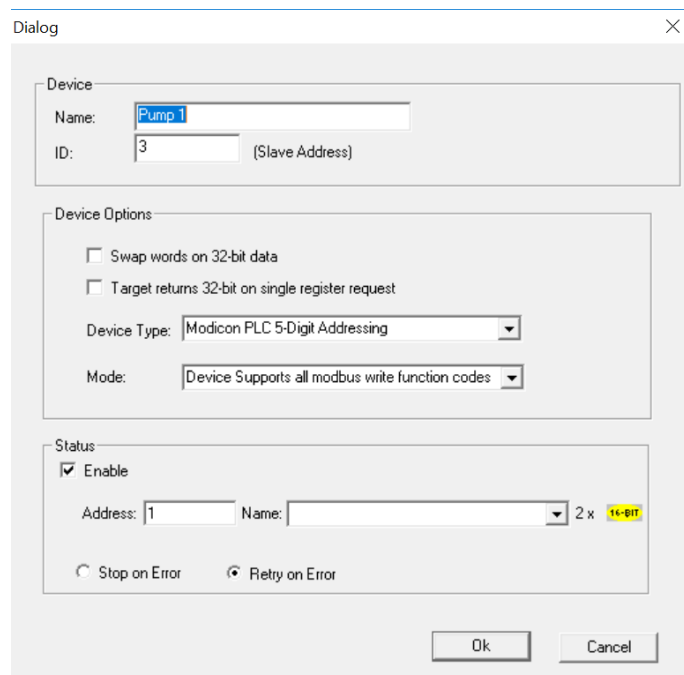 Dialog
Device
Name: Pump 1
ID: 3 (Slave Address)
Device Options
Swap words on 32-bit data
Target returns 32-bit on single register request
Device Type: Modicon PLC 5-Digit Addressing
Mode: Device Supports all modbus write function codes
Status
Enable
Address: 1 Name: 2 x 16-BIT
Stop on Error Retry on Error
Ok Cancel